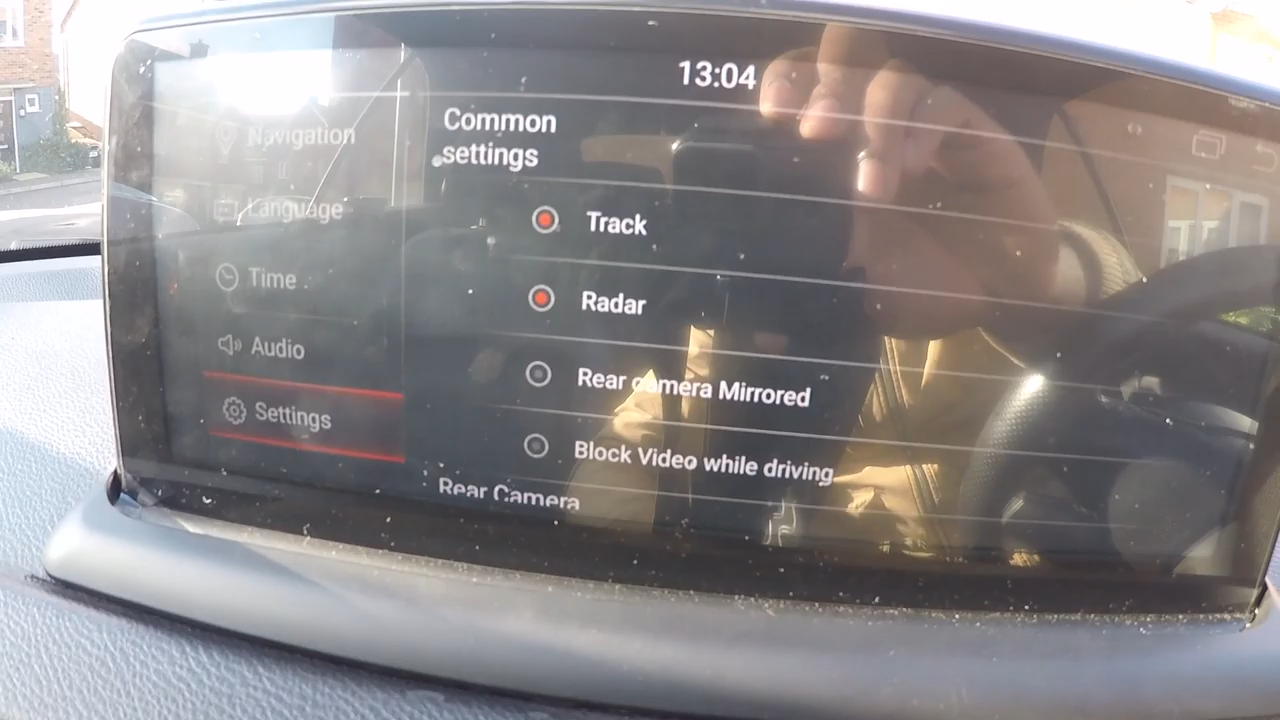 13:04
Navigation
Language
Time
Audio
Settings
Common
settings
Track
Radar
Rear camera Mirrored
Block Video while driving
Rear Camera